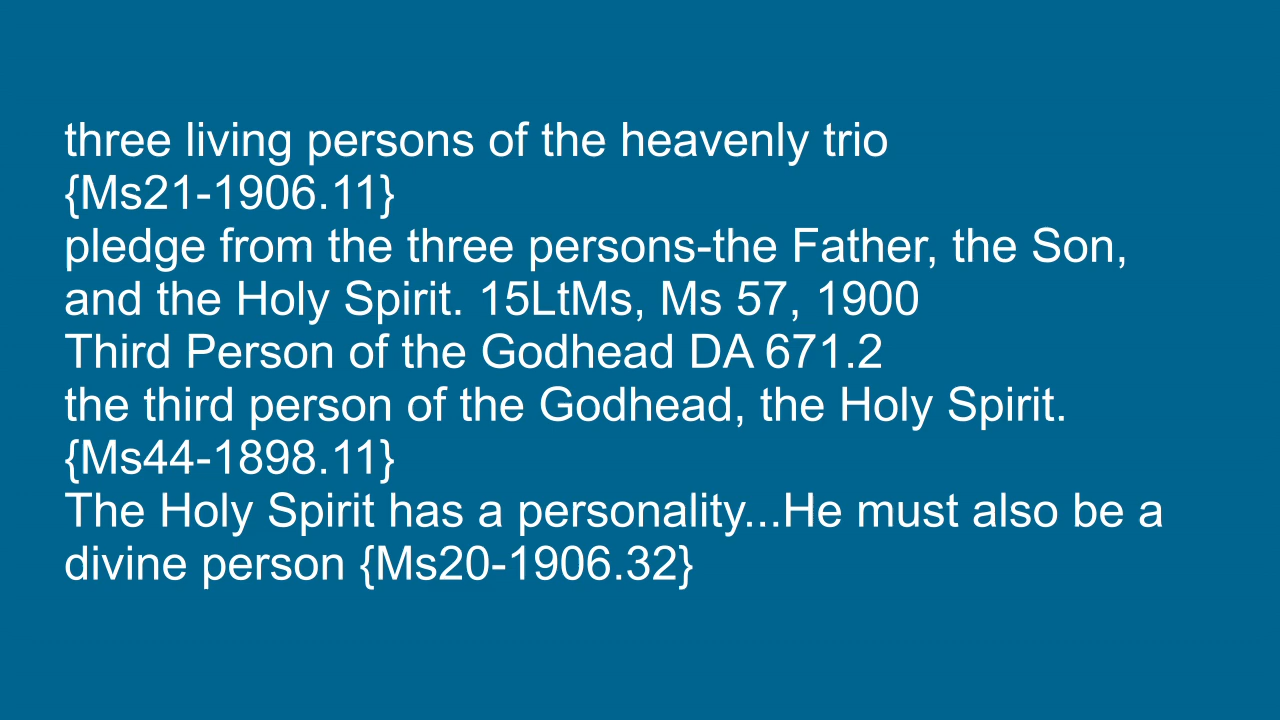 three living persons of the heavenly trio
{Ms21-1906.11}
pledge from the three persons-the Father, the Son,
and the Holy Spirit. 15LtMs, Ms 57, 1900
Third Person of the Godhead DA 671.2
the third person of the Godhead, the Holy Spirit.
{Ms44-1898.11}
The Holy Spirit has a personality...He must also be a
divine person {Ms20-1906.32}